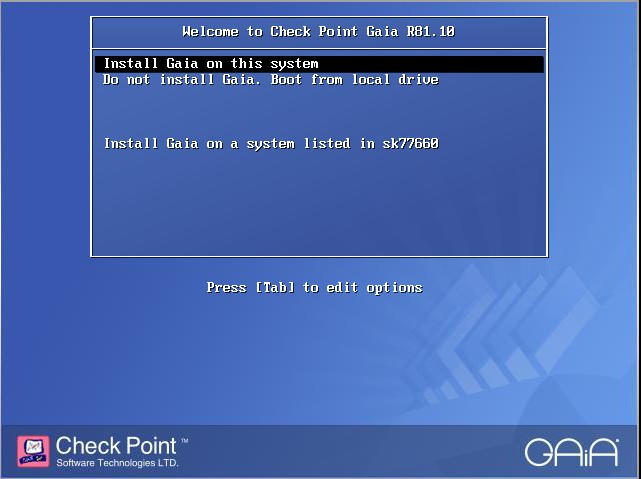 Welcome to Check Point Gaia R81.10
Install Gaia on this system
Do not install Gaia. Boot from local drive
Install Gaia on a system listed in sk77660
Press [Tab] to edit options
Check Point™
Software Technologies LTD.
GAiA